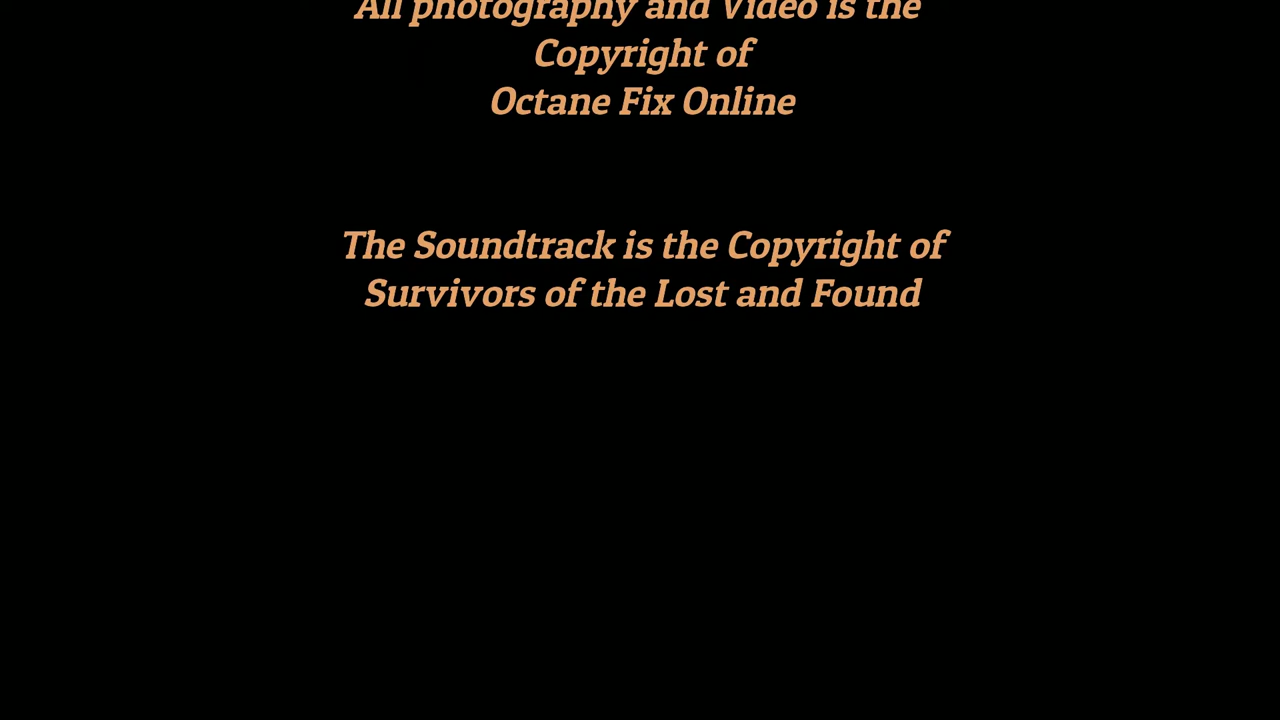 All photography and Video is the
Copyright of
Octane Fix Online
The Soundtrack is the Copyright of
Survivors of the Lost and Found